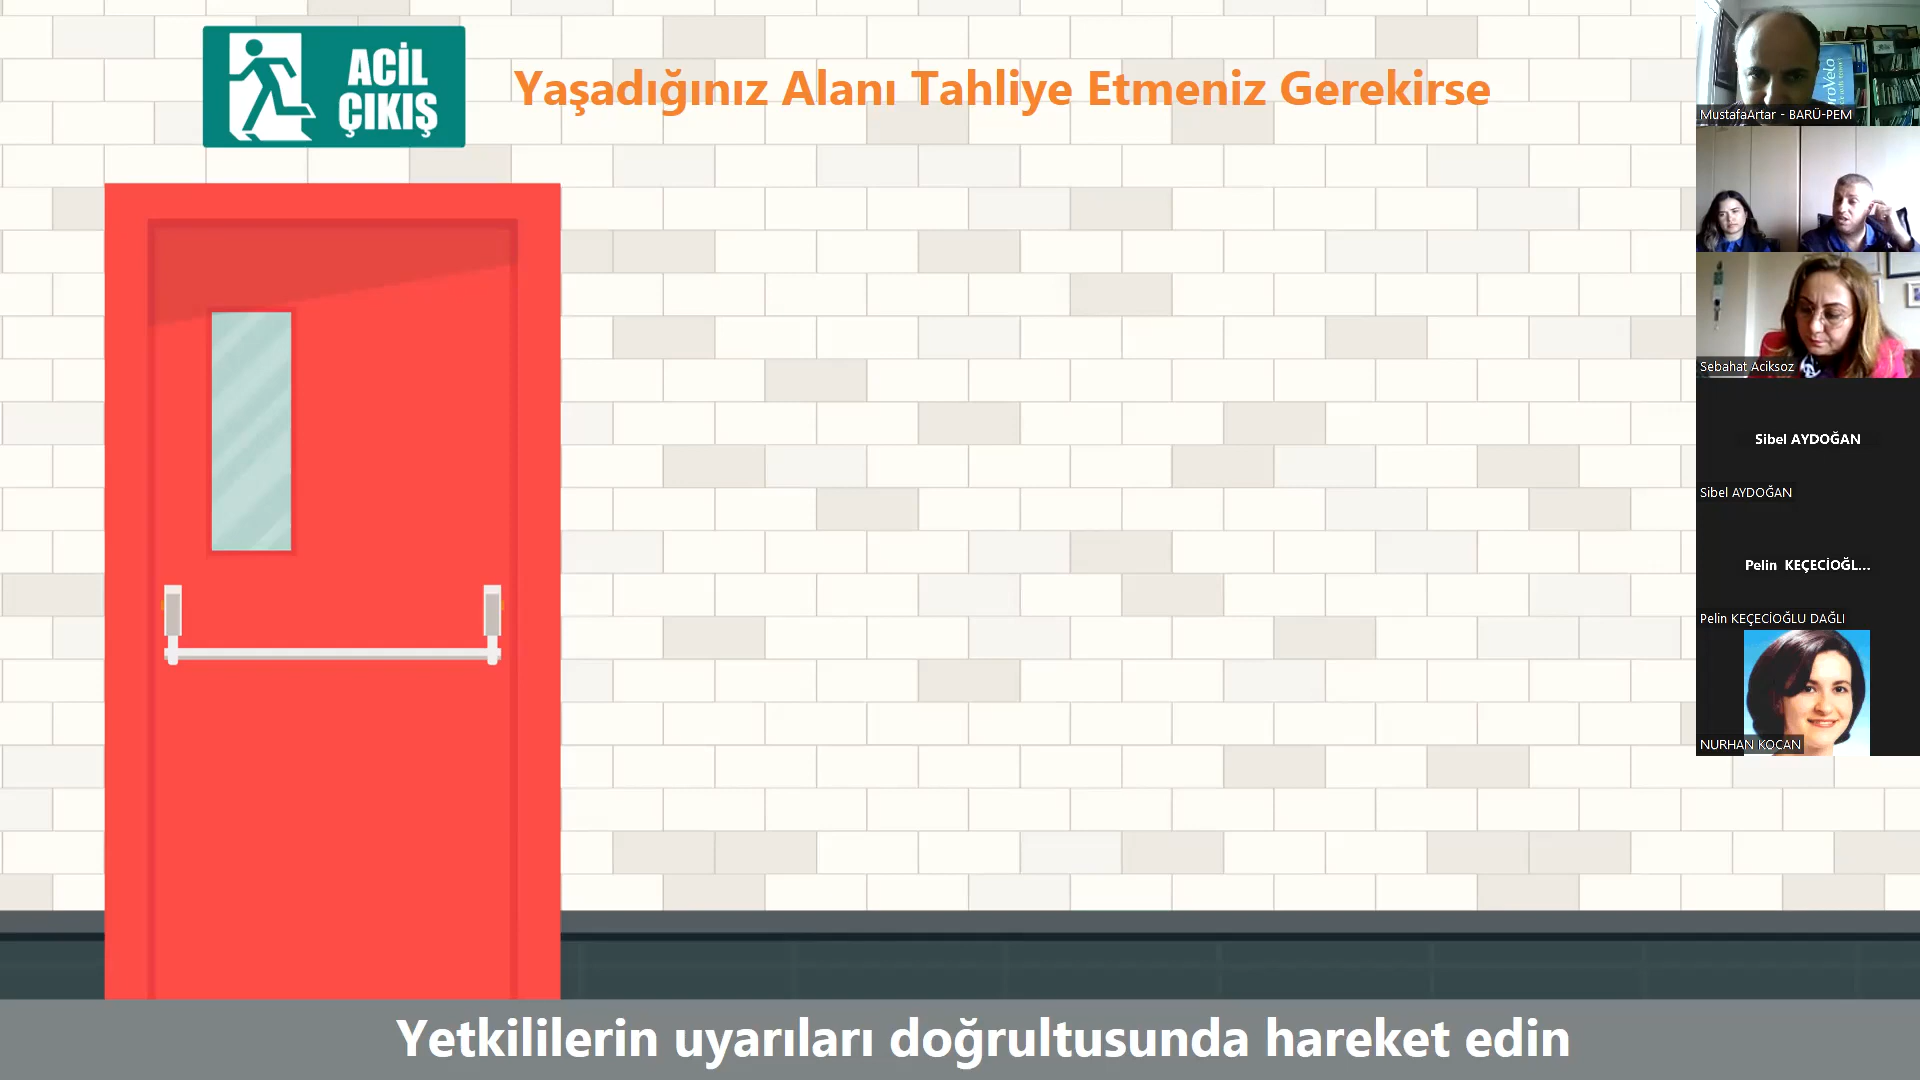 ACİL
ÇIKIŞ
Yaşadığınız Alanı Tahliye Etmeniz Gerekirse
Yetkililerin uyarıları doğrultusunda hareket edin
MustafaArtar - BARÜ-PEM
Sebahat Aciksoz
Sibel AYDOĞAN
Sibel AYDOĞAN
Pelin KEÇECİOĞL...
Pelin KEÇECİOĞLU DAĞLI
NURHAN KOCAN